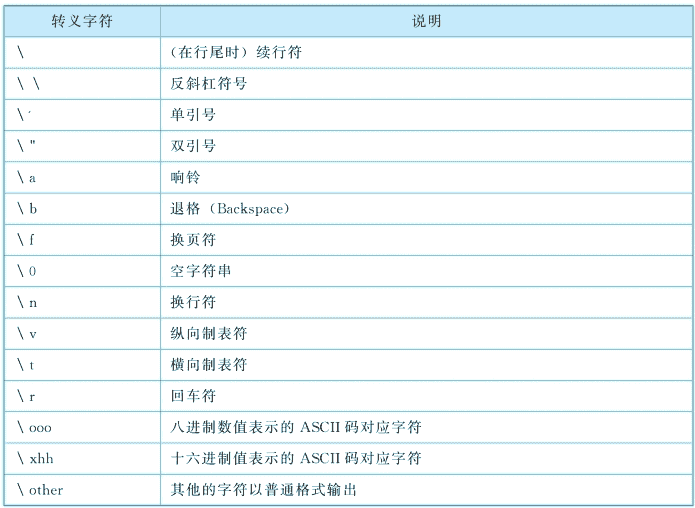 转义字符 说明
\ （在行尾时）续行符
\ \ 反斜杠符号
\ ′ 单引号
\ " 双引号
\ a 响铃
\ b 退格（Backspace）
\ f 换页符
\ 0 空字符串
\ n 换行符
\ v 纵向制表符
\ t 横向制表符
\ r 回车符
\ ooo 八进制数值表示的 ASCII 码对应字符
\ xhh 十六进制值表示的 ASCII 码对应字符
\ other 其他的字符以普通格式输出